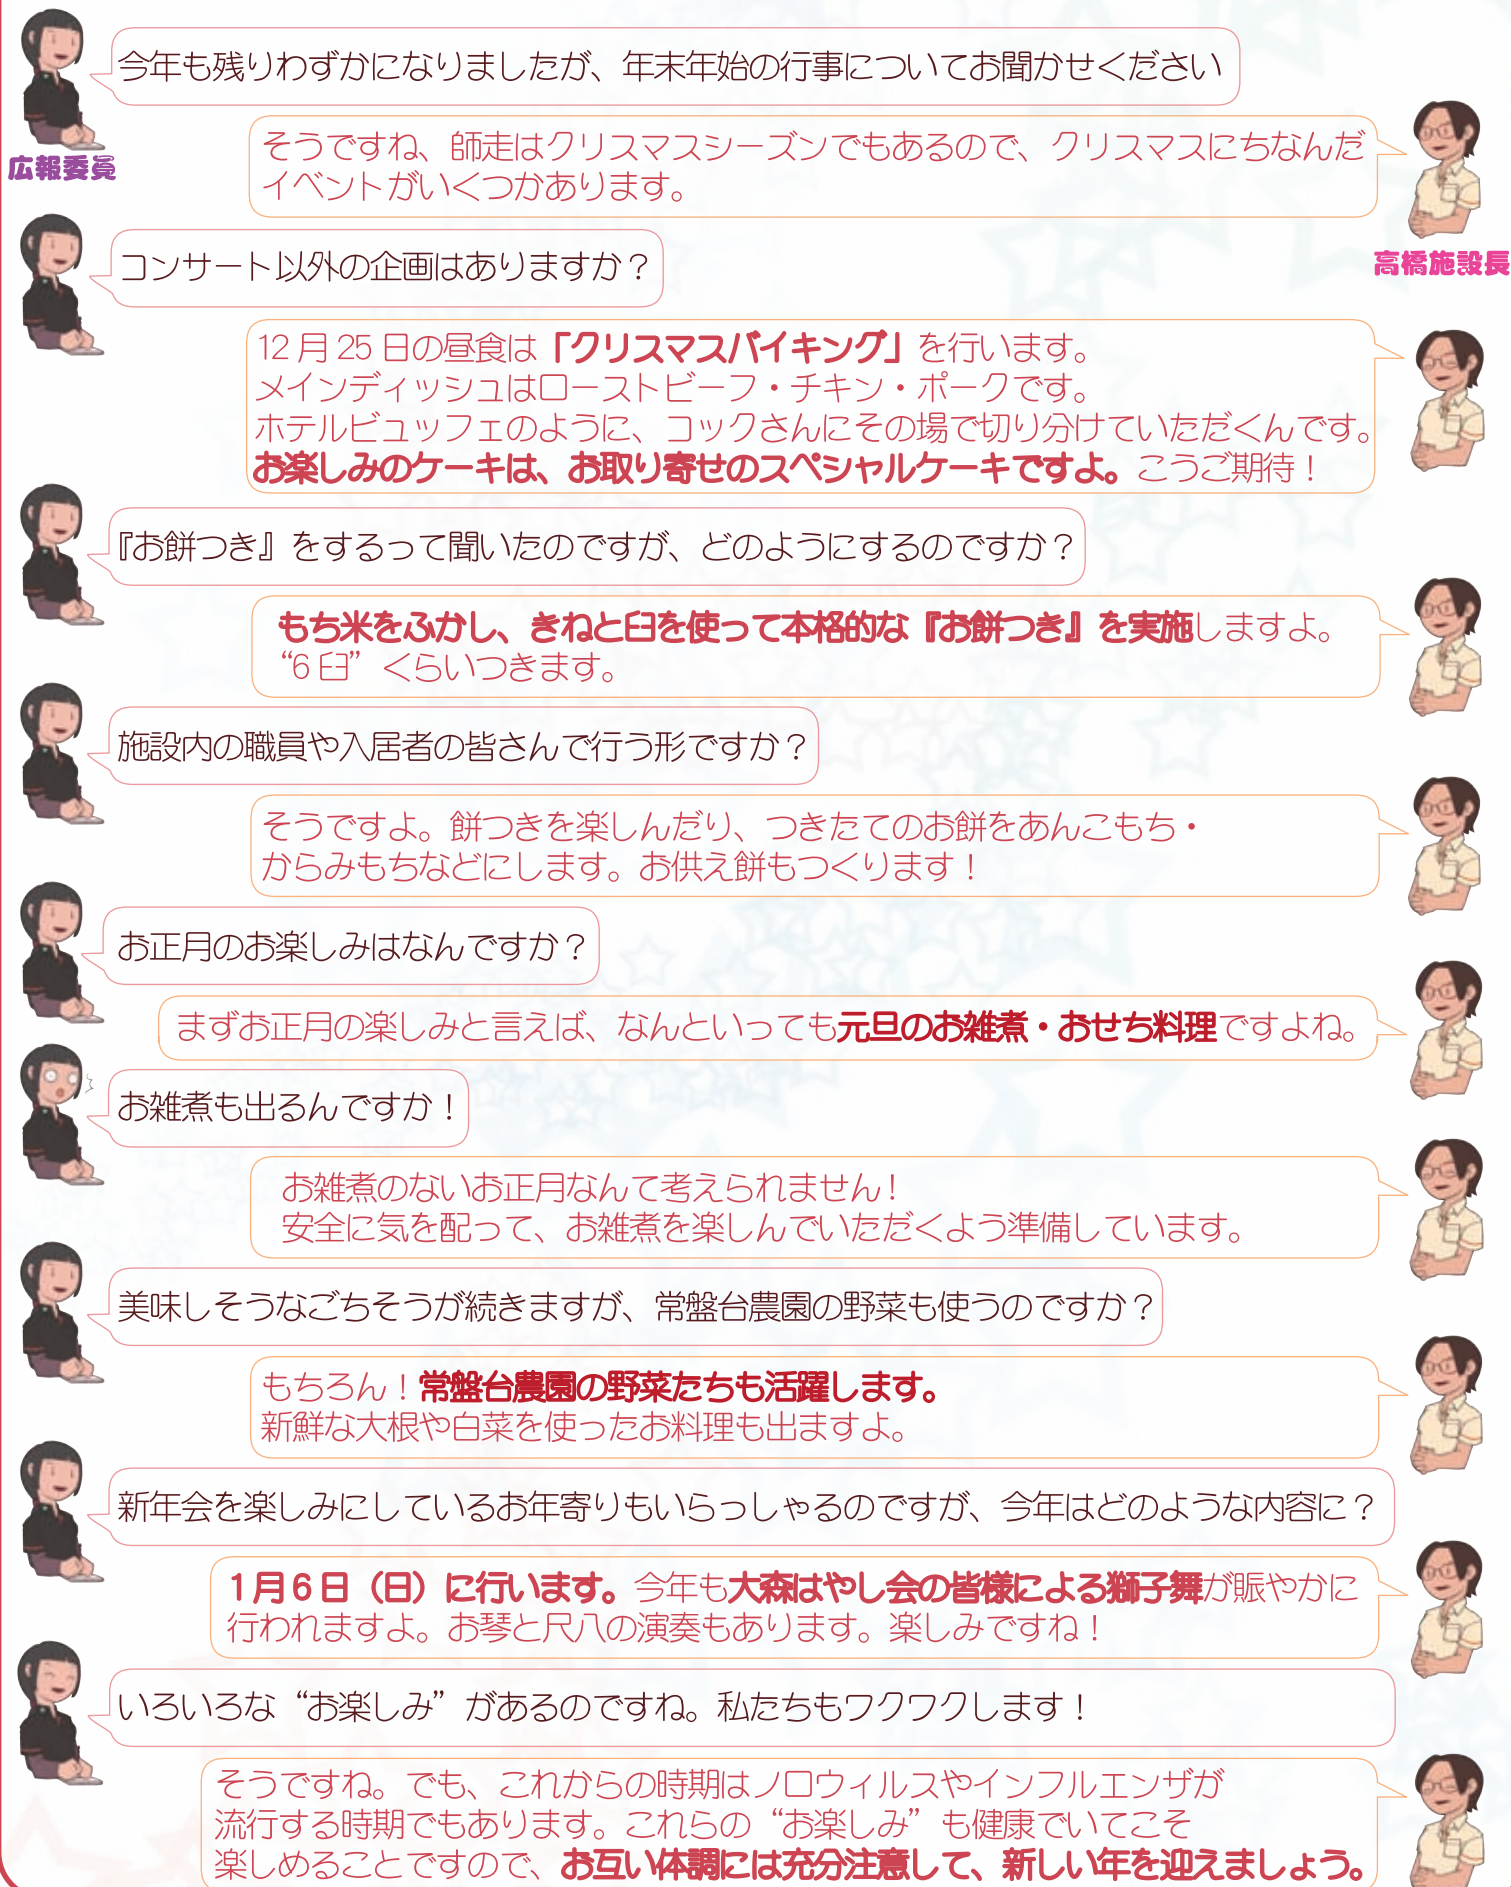 今年も残りわずかになりましたが、年末年始の行事についてお聞かせください
広報委員
そうですね、師走はクリスマスシーズンでもあるので、クリスマスにちなんだ
イベントがいくつかあります。
高橋施設長
コンサート以外の企画はありますか？
12月25日の昼食は「クリスマスバイキング」を行います。
メインディッシュはローストビーフ・チキン・ポークです。
ホテルビュッフェのように、コックさんにその場で切り分けていただくんです。
お楽しみのケーキは、お取り寄せのスペシャルケーキですよ。こうご期待！
『お餅つき』をするって聞いたのですが、どのようにするのですか？
もち米をふかし、きねと臼を使って本格的な『お餅つき』を実施しますよ。
“6臼”くらいつきます。
施設内の職員や入居者の皆さんで行う形ですか？
そうですよ。餅つきを楽しんだり、つきたてのお餅をあんこもち・
からみもちなどにします。お供え餅もつくります！
お正月のお楽しみはなんですか？
まずお正月の楽しみと言えば、なんといっても元旦のお雑煮・おせち料理ですよね。
お雑煮も出るんですか！
お雑煮のないお正月なんて考えられません！
安全に気を配って、お雑煮を楽しんでいただくよう準備しています。
美味しそうなごちそうが続きますが、常盤台農園の野菜も使うのですか？
もちろん！常盤台農園の野菜たちも活躍します。
新鮮な大根や白菜を使ったお料理も出ますよ。
新年会を楽しみにしているお年寄りもいらっしゃるのですが、今年はどのような内容に？
1月6日（日）に行います。今年も大森はやし会の皆様による獅子舞が賑やかに
行われますよ。お琴と尺八の演奏もあります。楽しみですね！
いろいろな“お楽しみ”があるのですね。私たちもワクワクします！
そうですね。でも、これからの時期はノロウィルスやインフルエンザが
流行する時期でもあります。これらの“お楽しみ”も健康でいてこそ
楽しめることですので、お互い体調には充分注意して、新しい年を迎えましょう。